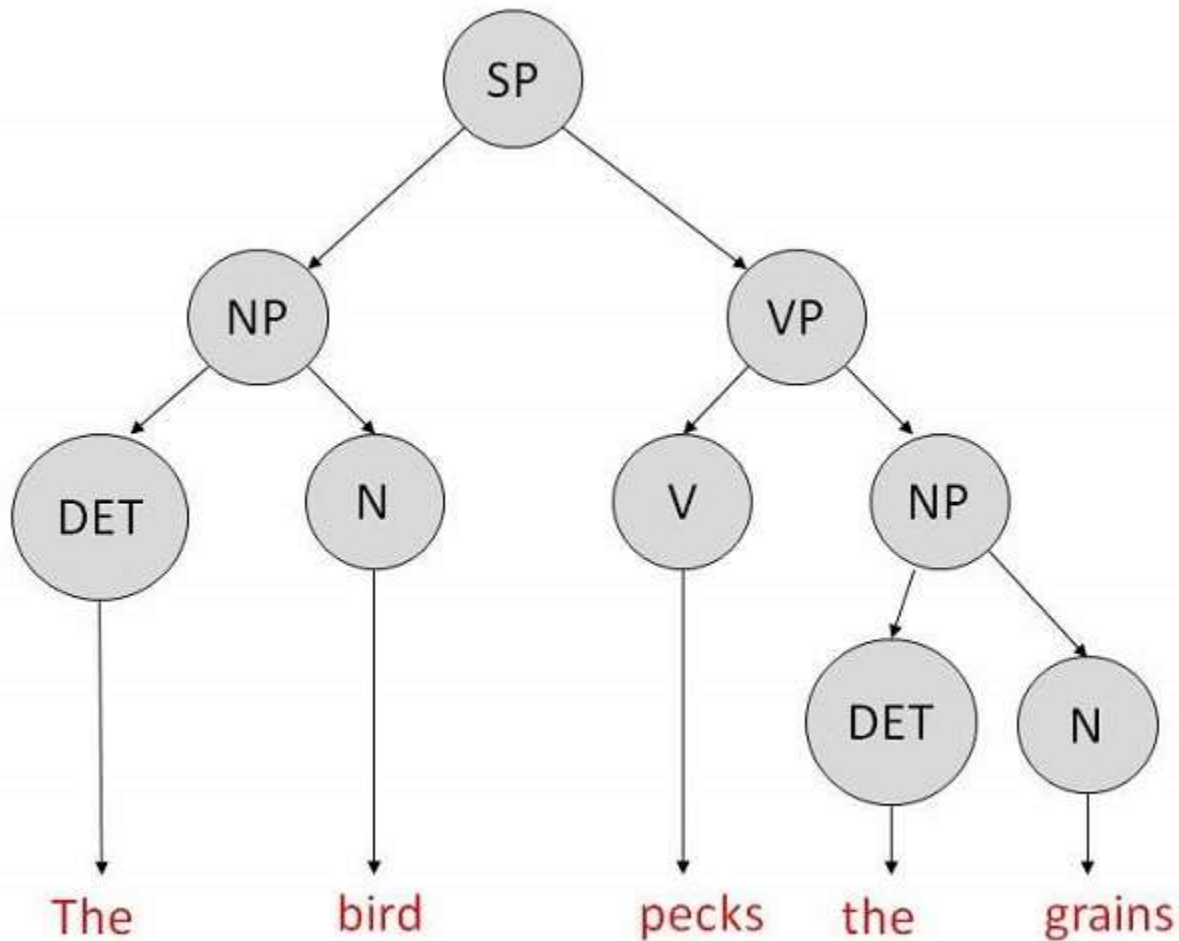 SP
NP VP
DET N V NP
DET N
The bird pecks the grains